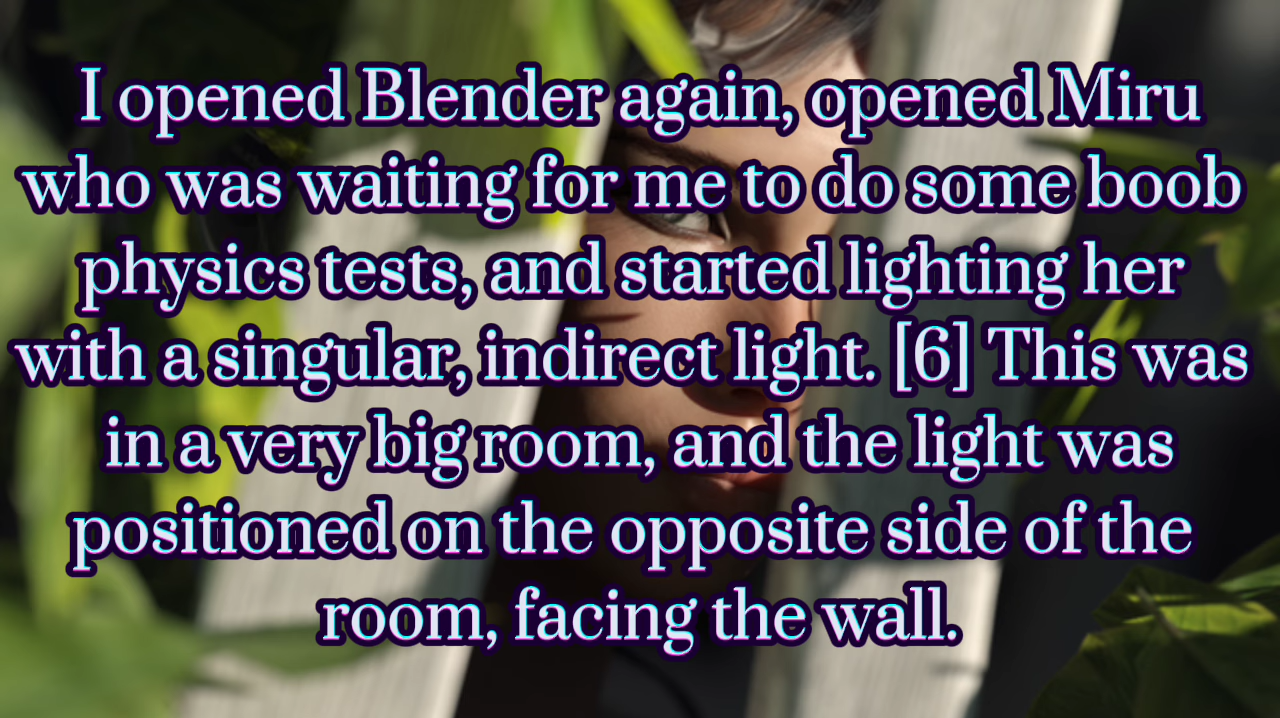 I opened Blender again, opened Miru
who was waiting for me to do some boob
physics tests, and started lighting her
with a singular, indirect light. [6] This was
in a very big room, and the light was
positioned on the opposite side of the
room, facing the wall.